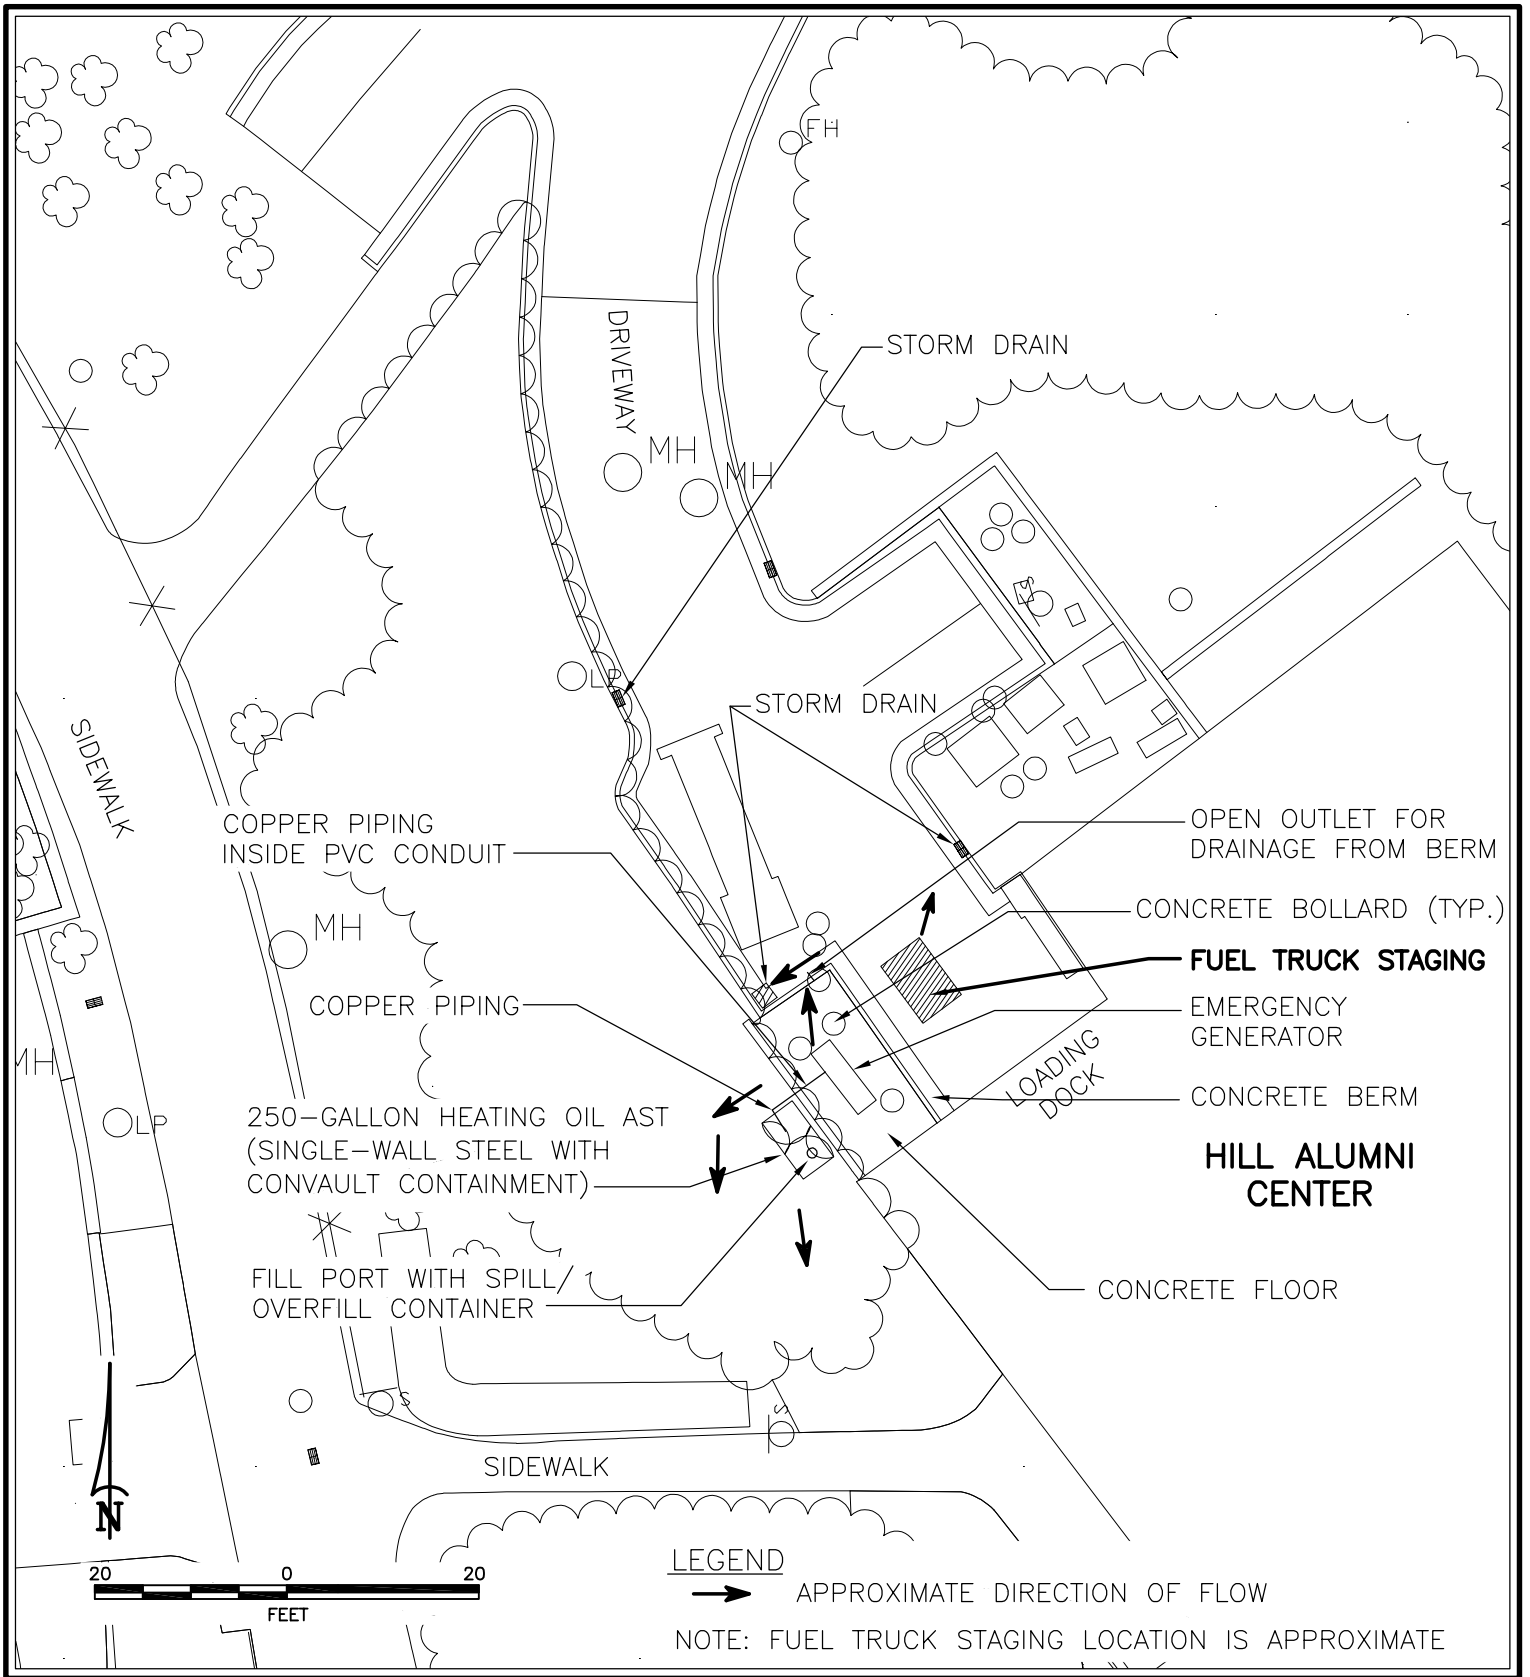 FH
STORM DRAIN
DRIVEWAY
MH
MH
S
LP
STORM DRAIN
SIDEWALK
COPPER PIPING
INSIDE PVC CONDUIT
OPEN OUTLET FOR
DRAINAGE FROM BERM
MH
CONCRETE BOLLARD (TYP.)
FUEL TRUCK STAGING
COPPER PIPING
EMERGENCY
GENERATOR
MH
LOADING
DOCK
CONCRETE BERM
LP
250-GALLON HEATING OIL AST
(SINGLE-WALL STEEL WITH
CONVAULT CONTAINMENT)
HILL ALUMNI
CENTER
FILL PORT WITH SPILL/
OVERFILL CONTAINER
CONCRETE FLOOR
S
S
SIDEWALK
N
20 0 20
FEET
LEGEND
APPROXIMATE DIRECTION OF FLOW
NOTE: FUEL TRUCK STAGING LOCATION IS APPROXIMATE